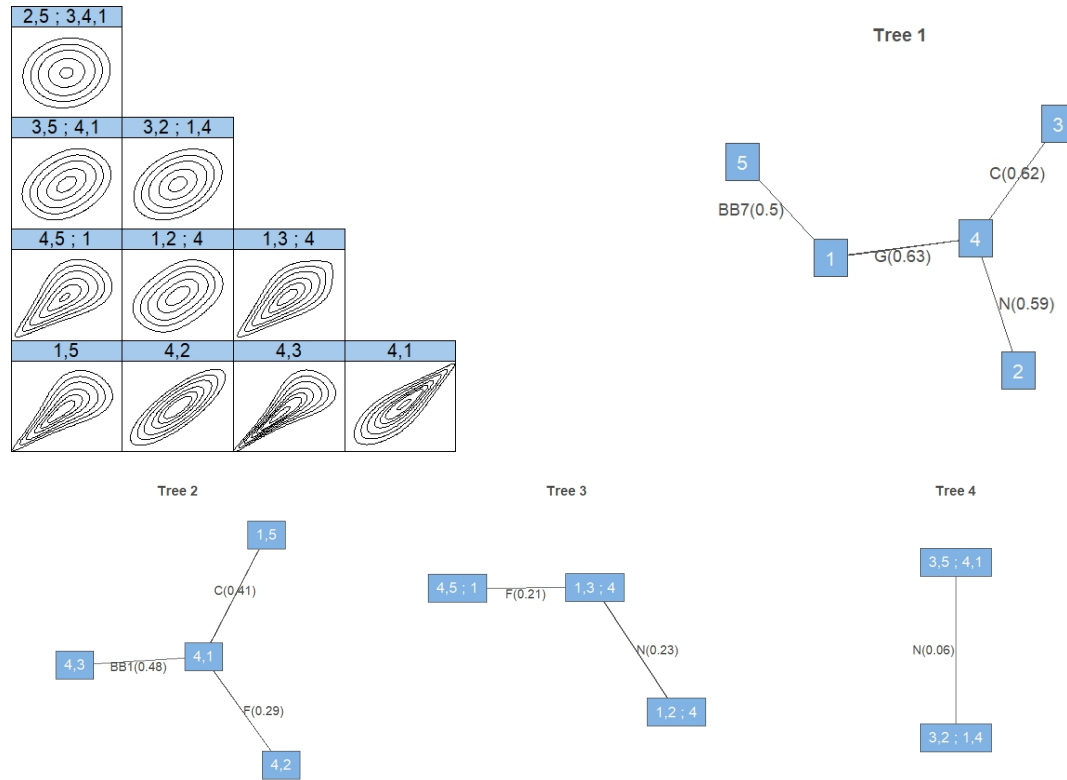 2,5 ; 3,4,1
3,5 ; 4,1
3,2 ; 1,4
4,5 ; 1
1,2 ; 4
1,3 ; 4
1,5
4,2
4,3
4,1
Tree 1
3
5
C(0.62)
BB7(0.5)
4
1
G(0.63)
N(0.59)
2
Tree 2
1,5
C(0.41)
4,3
BB1(0.48)
4,1
F(0.29)
4,2
Tree 3
4,5 ; 1
F(0.21)
1,3 ; 4
N(0.23)
1,2 ; 4
Tree 4
3,5 ; 4,1
N(0.06)
3,2 ; 1,4